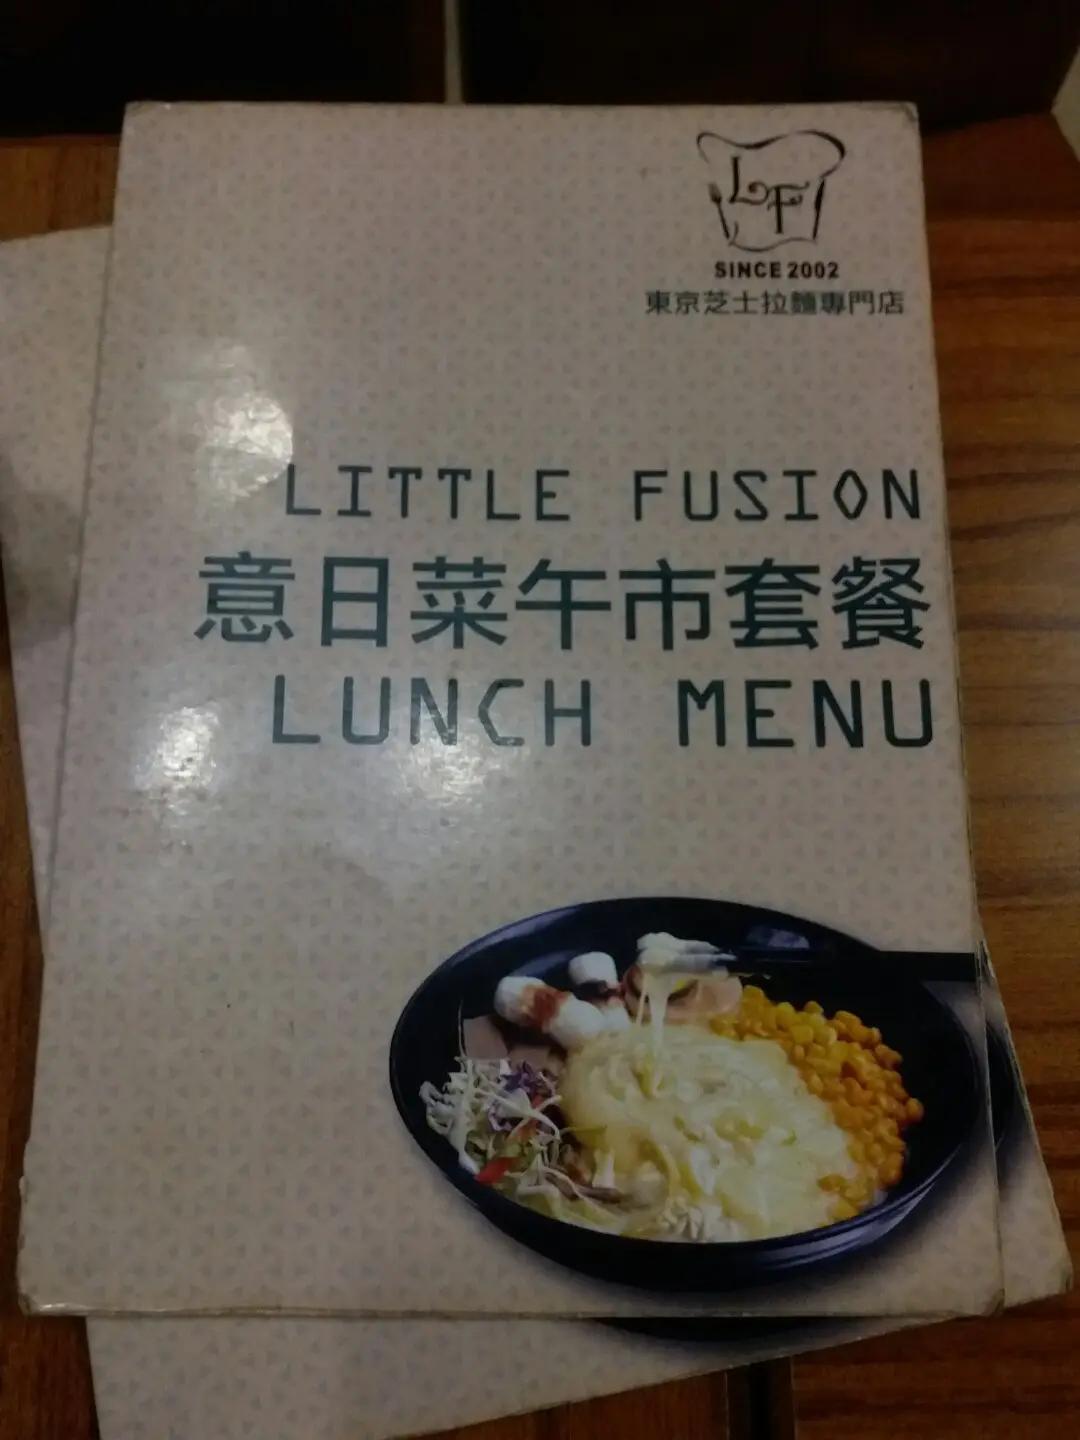 LF
SINCE 2002
東京芝士拉麵專門店
LITTLE FUSION
意日菜午市套餐
LUNCH MENU